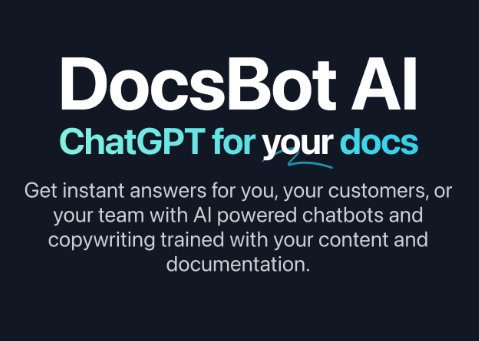 DocsBot AI
ChatGPT for your docs
Get instant answers for you, your customers, or
your team with AI powered chatbots and
copywriting trained with your content and
documentation.